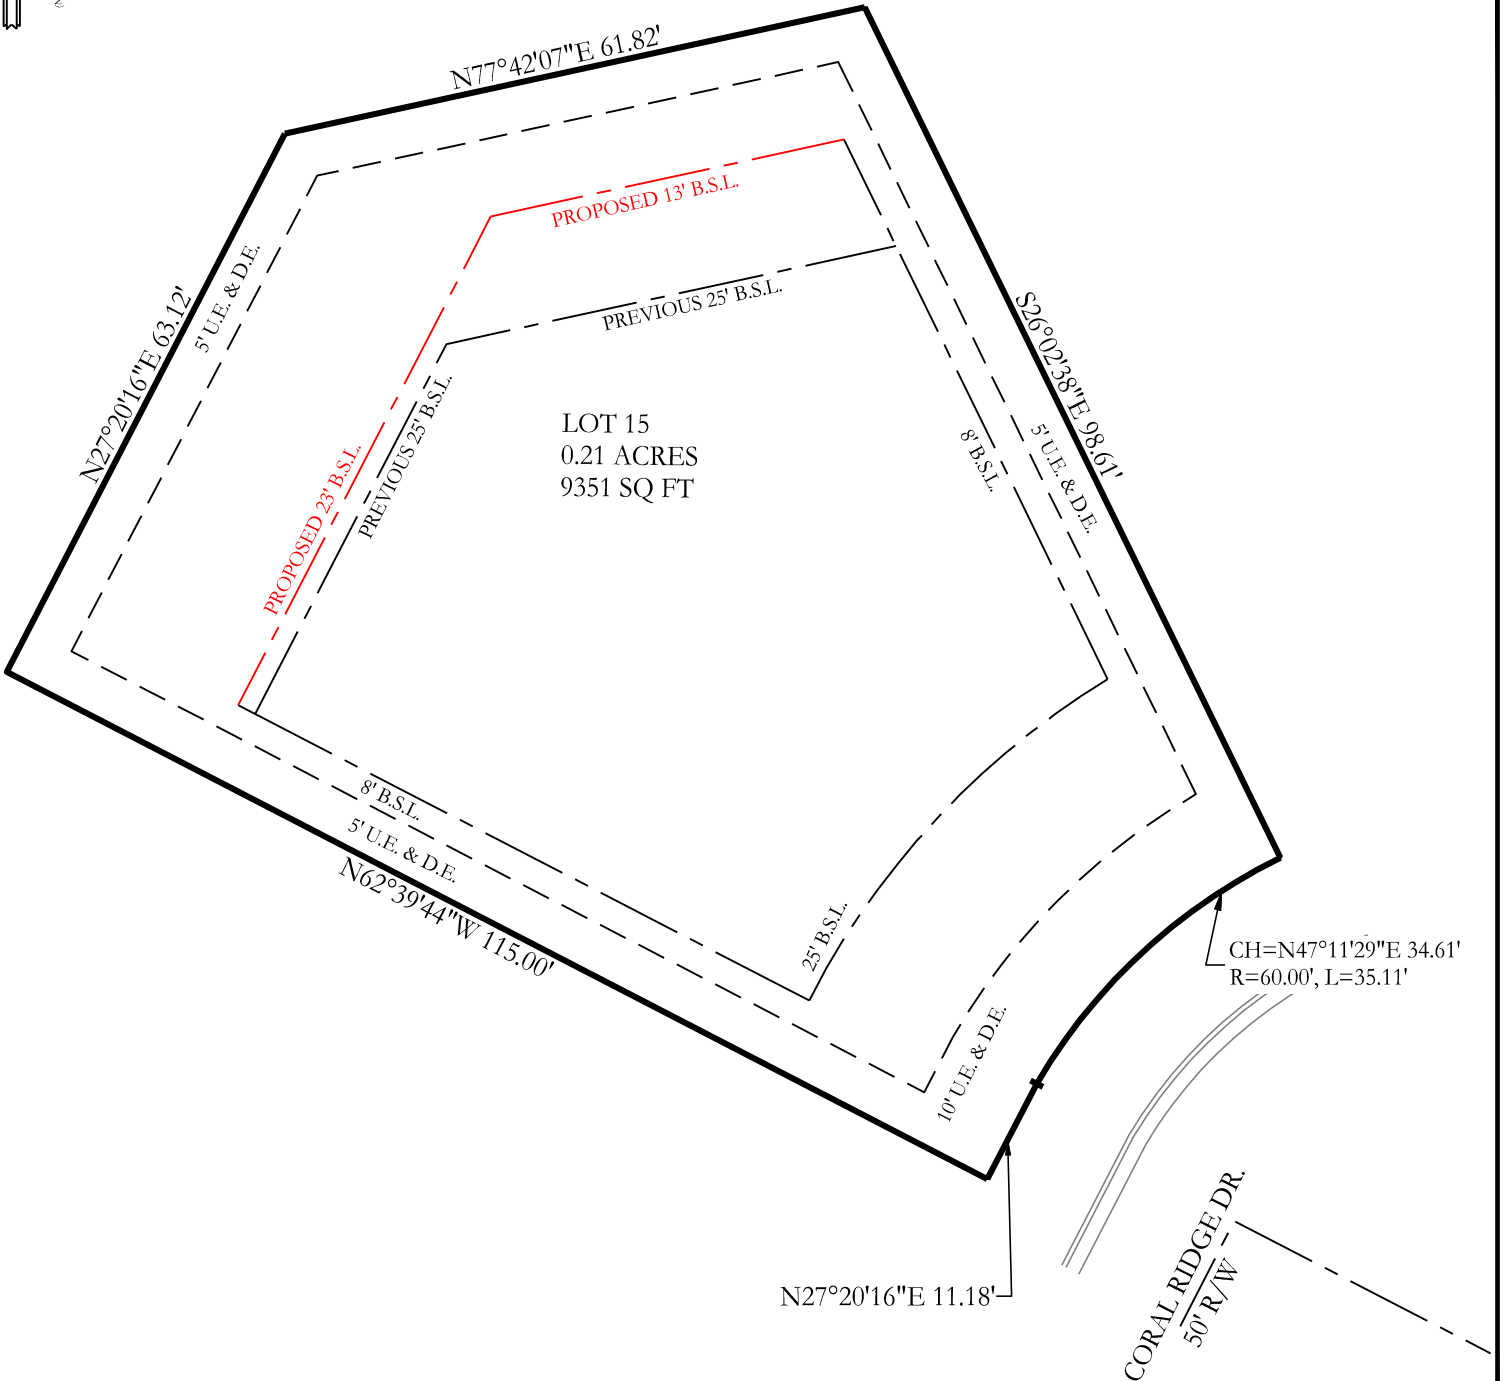 N77°42'07"E 61.82'
PROPOSED 13' B.S.L.
5' U.E. & D.E.
PREVIOUS 25' B.S.L.
N27°20'16"E 63.12'
S26°02'38"E 98.61'
PREVIOUS 25' B.S.L.
LOT 15
0.21 ACRES
9351 SQ FT
8' B.S.L.
5' U.E. & D.E.
PROPOSED 23' B.S.L.
8' B.S.L.
5' U.E. & D.E.
N62°39'44"W 115.00'
25' B.S.L.
CH=N47°11'29"E 34.61'
R=60.00', L=35.11'
10' U.E. & D.E.
N27°20'16"E 11.18'
CORAL RIDGE DR.
50' R/W